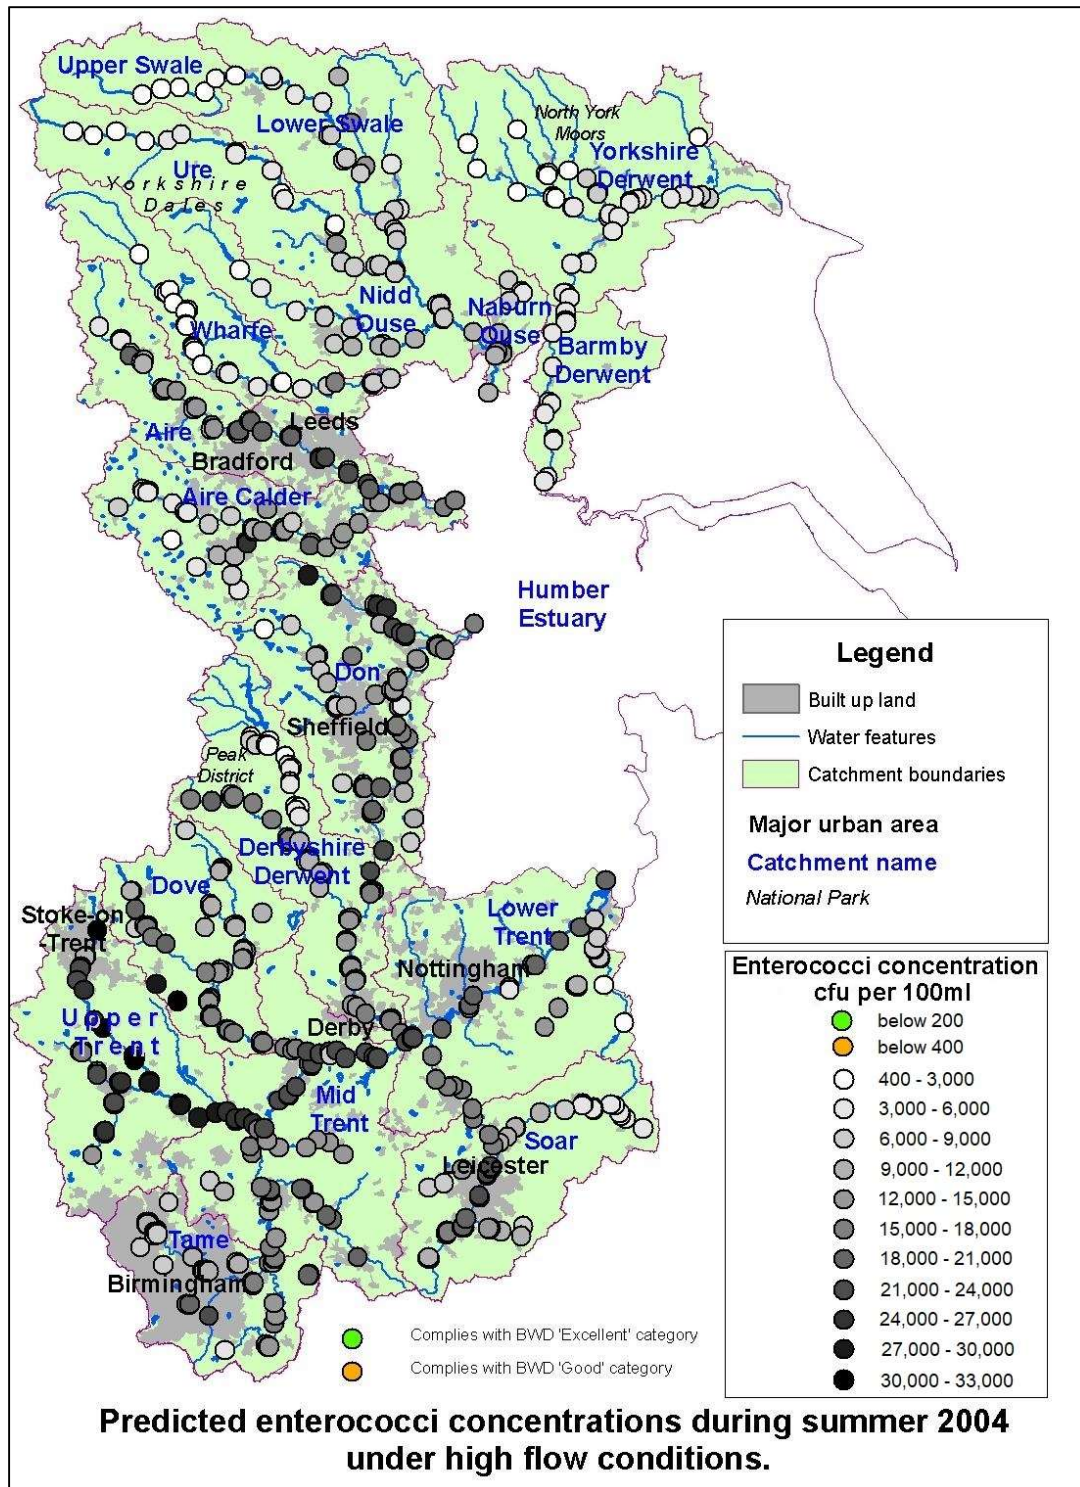 Upper Swale
Lower Swale
North York
Moors
Yorkshire
Derwent
Ure
Yorkshire
Dales
Nidd
Ouse
Naburn
Ouse
Wharfe
Barmby
Derwent
Leeds
Aire
Bradford
Aire Calder
Humber
Estuary
Don
Sheffield
Peak
District
Derbyshire
Derwent
Dove
Stoke-on
-Trent
Lower
Trent
Nottingham
Upper
Trent
Derby
Mid
Trent
Soar
Leicester
Tame
Birmingham
Legend
Built up land
Water features
Catchment boundaries
Major urban area
Catchment name
National Park
Enterococci concentration
cfu per 100ml
below 200
below 400
400 - 3,000
3,000 - 6,000
6,000 - 9,000
9,000 - 12,000
12,000 - 15,000
15,000 - 18,000
18,000 - 21,000
21,000 - 24,000
24,000 - 27,000
27,000 - 30,000
30,000 - 33,000
Complies with BWD 'Excellent' category
Complies with BWD 'Good' category
Predicted enterococci concentrations during summer 2004
under high flow conditions.